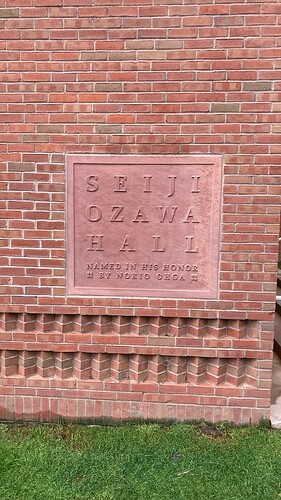 SEIJI
OZAWA
HALL
NAMED IN HIS HONOR
⌘ BY NORIO OHGA ⌘